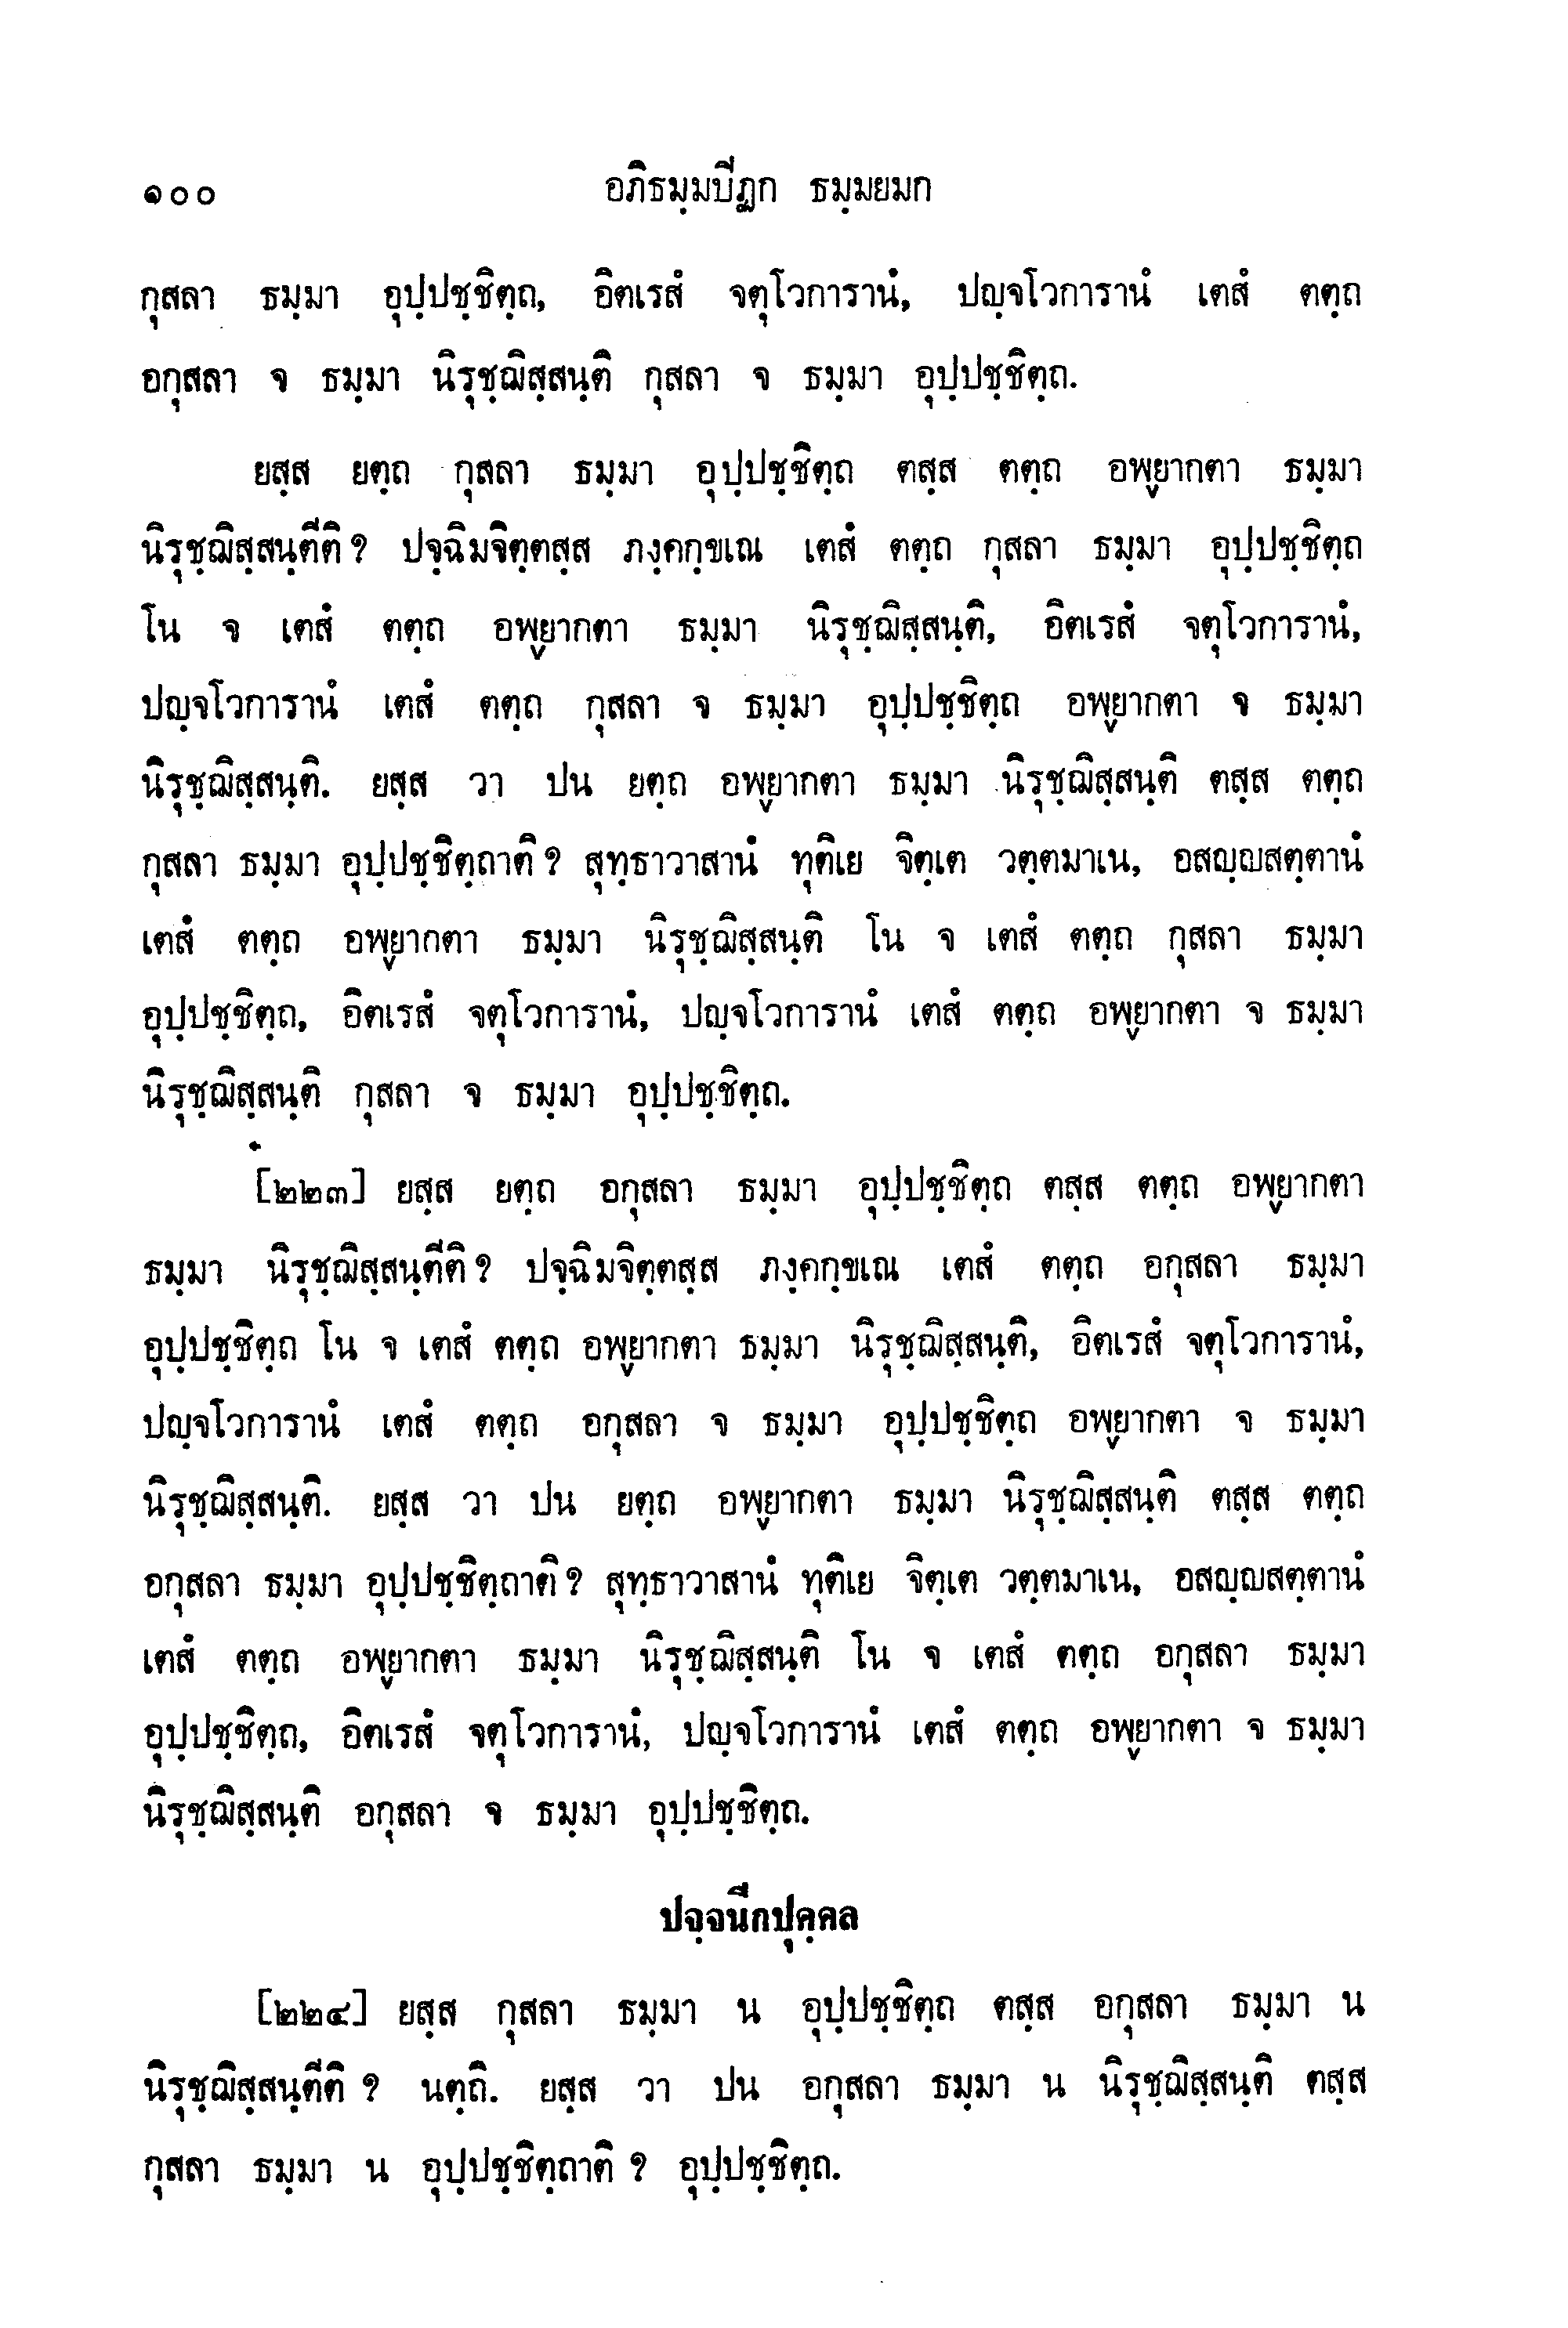 ๑๐๐ อภิธมฺมปีฏก ธมฺมยมก
กุสลา ธมฺมา อุปฺปชฺชิตฺถ, อิตเรสํ จตุโวการานํ, ปญฺจโวการานํ เตสํ ตตฺถ
อกุสลา จ ธมฺมา นิรุชฺฌิสฺสนฺติ กุสลา จ ธมฺมา อุปฺปชฺชิตฺถ.
ยสฺส ยตฺถ กุสลา ธมฺมา อุปฺปชฺชิตฺถ ตสฺส ตตฺถ อพฺยากตา ธมฺมา
นิรุชฺฌิสฺสนฺตีติ? ปจฺฉิมจิตฺตสฺส ภงฺคกฺขเณ เตสํ ตตฺถ กุสลา ธมฺมา อุปฺปชฺชิตฺถ
โน จ เตสํ ตตฺถ อพฺยากตา ธมฺมา นิรุชฺฌิสฺสนฺติ, อิตเรสํ จตุโวการานํ,
ปญฺจโวการานํ เตสํ ตตฺถ กุสลา จ ธมฺมา อุปฺปชฺชิตฺถ อพฺยากตา จ ธมฺมา
นิรุชฺฌิสฺสนฺติ. ยสฺส วา ปน ยตฺถ อพฺยากตา ธมฺมา นิรุชฺฌิสฺสนฺติ ตสฺส ตตฺถ
กุสลา ธมฺมา อุปฺปชฺชิตฺถาติ? สุทฺธาวาสานํ ทุติเย จิตฺเต วตฺตมาเน, อสญฺญสตฺตานํ
เตสํ ตตฺถ อพฺยากตา ธมฺมา นิรุชฺฌิสฺสนฺติ โน จ เตสํ ตตฺถ กุสลา ธมฺมา
อุปฺปชฺชิตฺถ, อิตเรสํ จตุโวการานํ, ปญฺจโวการานํ เตสํ ตตฺถ อพฺยากตา จ ธมฺมา
นิรุชฺฌิสฺสนฺติ กุสลา จ ธมฺมา อุปฺปชฺชิตฺถ.
[๒๒๓] ยสฺส ยตฺถ อกุสลา ธมฺมา อุปฺปชฺชิตฺถ ตสฺส ตตฺถ อพฺยากตา
ธมฺมา นิรุชฺฌิสฺสนฺตีติ? ปจฺฉิมจิตฺตสฺส ภงฺคกฺขเณ เตสํ ตตฺถ อกุสลา ธมฺมา
อุปฺปชฺชิตฺถ โน จ เตสํ ตตฺถ อพฺยากตา ธมฺมา นิรุชฺฌิสฺสนฺติ, อิตเรสํ จตุโวการานํ,
ปญฺจโวการานํ เตสํ ตตฺถ อกุสลา จ ธมฺมา อุปฺปชฺชิตฺถ อพฺยากตา จ ธมฺมา
นิรุชฺฌิสฺสนฺติ. ยสฺส วา ปน ยตฺถ อพฺยากตา ธมฺมา นิรุชฺฌิสฺสนฺติ ตสฺส ตตฺถ
อกุสลา ธมฺมา อุปฺปชฺชิตฺถาติ? สุทฺธาวาสานํ ทุติเย จิตฺเต วตฺตมาเน, อสญฺญสตฺตานํ
เตสํ ตตฺถ อพฺยากตา ธมฺมา นิรุชฺฌิสฺสนฺติ โน จ เตสํ ตตฺถ อกุสลา ธมฺมา
อุปฺปชฺชิตฺถ, อิตเรสํ จตุโวการานํ, ปญฺจโวการานํ เตสํ ตตฺถ อพฺยากตา จ ธมฺมา
นิรุชฺฌิสฺสนฺติ อกุสลา จ ธมฺมา อุปฺปชฺชิตฺถ.
ปจฺจนีกปุคฺคล
[๒๒๔] ยสฺส กุสลา ธมฺมา น อุปฺปชฺชิตฺถ ตสฺส อกุสลา ธมฺมา น
นิรุชฺฌิสฺสนฺตีติ? นตฺถิ. ยสฺส วา ปน อกุสลา ธมฺมา น นิรุชฺฌิสฺสนฺติ ตสฺส
กุสลา ธมฺมา น อุปฺปชฺชิตฺถาติ? อุปฺปชฺชิตฺถ.